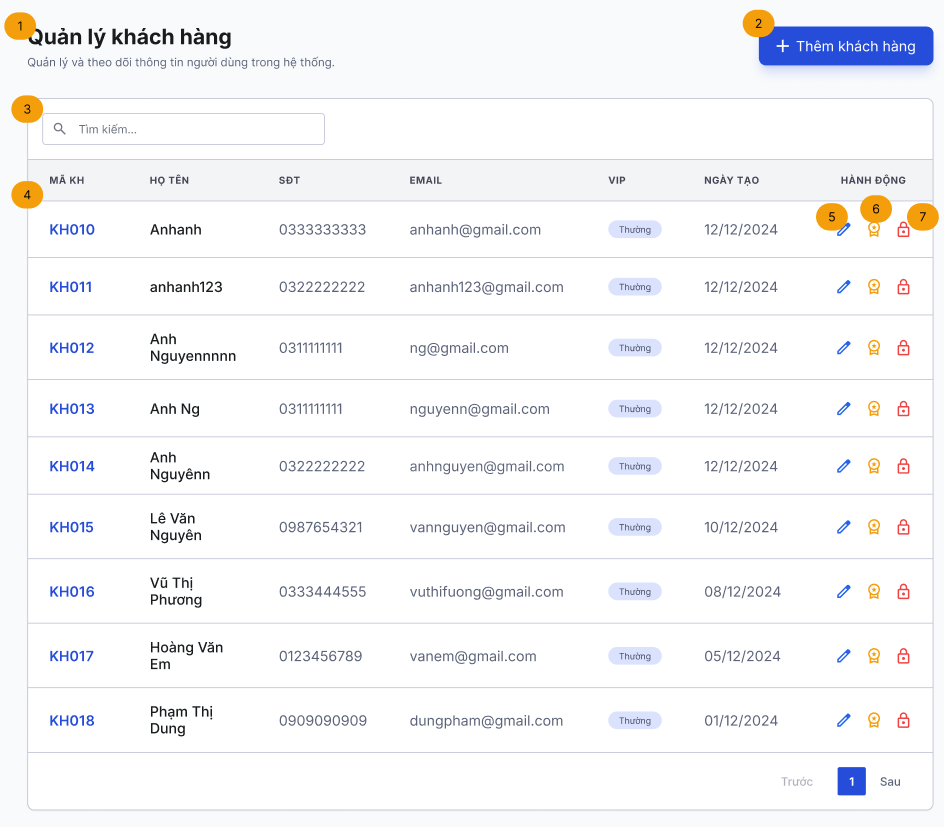 1
Quản lý khách hàng
Quản lý và theo dõi thông tin người dùng trong hệ thống.
2
+ Thêm khách hàng
3
Tìm kiếm...
MÃ KH HỌ TÊN SĐT EMAIL VIP NGÀY TẠO HÀNH ĐỘNG
4
5 6 7
KH010 Anhanh 0333333333 anhanh@gmail.com Thường 12/12/2024
KH011 anhanh123 0322222222 anhanh123@gmail.com Thường 12/12/2024
KH012 Anh Nguyennnnn 0311111111 ng@gmail.com Thường 12/12/2024
KH013 Anh Ng 0311111111 nguyenn@gmail.com Thường 12/12/2024
KH014 Anh Nguyênn 0322222222 anhnguyen@gmail.com Thường 12/12/2024
KH015 Lê Văn Nguyên 0987654321 vannguyen@gmail.com Thường 10/12/2024
KH016 Vũ Thị Phương 0333444555 vuthifuong@gmail.com Thường 08/12/2024
KH017 Hoàng Văn Em 0123456789 vanem@gmail.com Thường 05/12/2024
KH018 Phạm Thị Dung 0909090909 dungpham@gmail.com Thường 01/12/2024
Trước 1 Sau